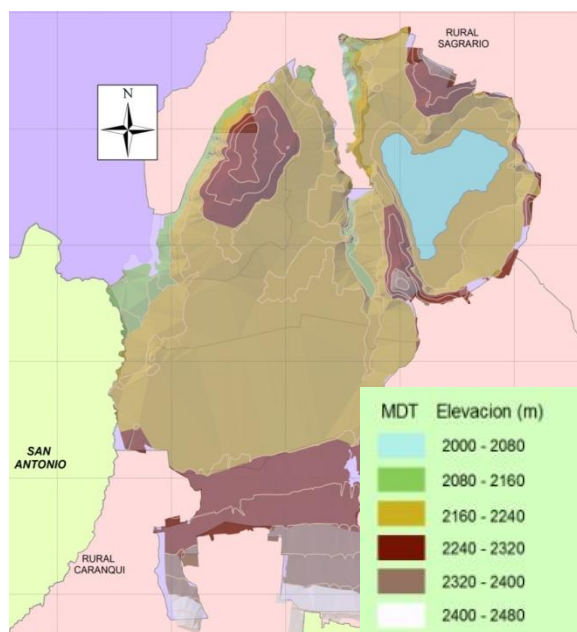 RURAL
SAGRARIO
N
SAN
ANTONIO
RURAL
CARANQUI
MDT Elevacion (m)
2000 - 2080
2080 - 2160
2160 - 2240
2240 - 2320
2320 - 2400
2400 - 2480